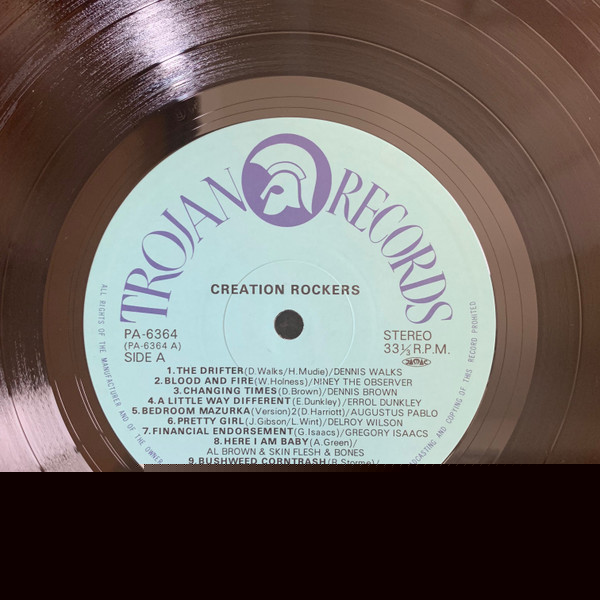 TROJAN RECORDS
CREATION ROCKERS
PA-6364
(PA-6364 A)
SIDE A
STEREO
33⅓ R.P.M.
1.THE DRIFTER(D.Walks/H.Mudie)/DENNIS WALKS
2.BLOOD AND FIRE(W.Holness)/NINEY THE OBSERVER
3.CHANGING TIMES(D.Brown)/DENNIS BROWN
4.A LITTLE WAY DIFFERENT(E.Dunkley)/ERROL DUNKLEY
5.BEDROOM MAZURKA(Version)2(D.Harriott)/AUGUSTUS PABLO
6.PRETTY GIRL(J.Gibson/L.Wint)/DELROY WILSON
7.FINANCIAL ENDORSEMENT(G.Isaacs)/GREGORY ISAACS
8.HERE I AM BABY(A.Green)/
AL BROWN & SKIN FLESH & BONES
9.BUSHWEED CORNTRASH(R.Storme)/
ALL RIGHTS OF THE MANUFACTURER AND OF THE OWNER
CASTING AND COPYING OF THIS RECORD PROHIBITED